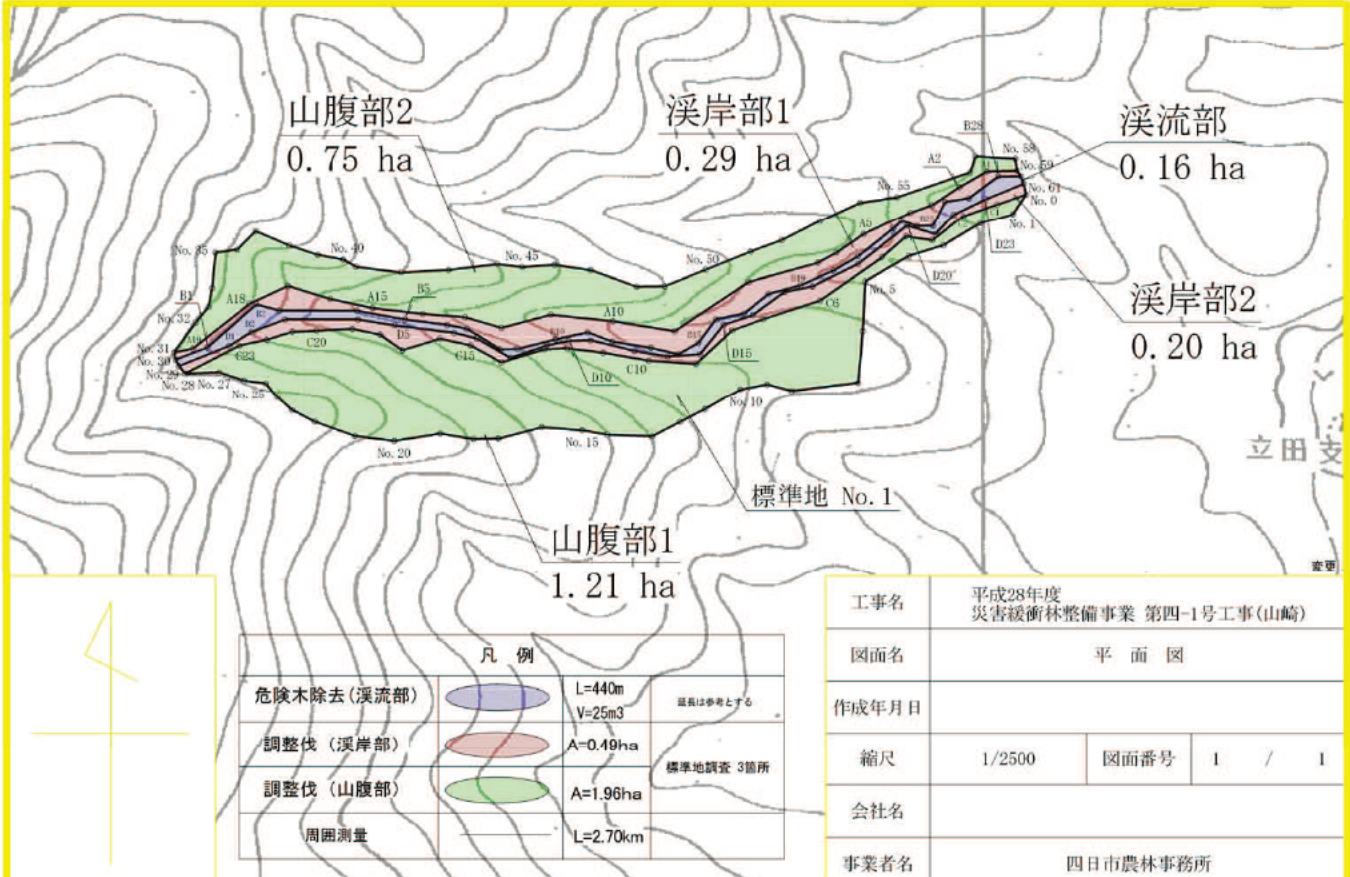 山腹部2
0.75 ha
渓岸部1
0.29 ha
渓流部
0.16 ha
渓岸部2
0.20 ha
山腹部1
1.21 ha
標準地 No.1
立田支
B28
No.58
No.59
No.61
No.0
No.1
A2
No.55
C1
D23
D20
A5
No.5
C6
No.50
No.45
No.40
No.35
B1
A18
A15
B5
A10
No.32
No.31
No.30
No.29
No.28
No.27
No.25
C23
D1
B2
D2
C20
D5
C15
D10
C10
D15
No.10
No.15
No.20
変更
凡 例
危険木除去(渓流部)
L=440m
V=25m3
延長は参考とする
調整伐 (渓岸部)
A=0.49ha
標準地調査 3箇所
調整伐 (山腹部)
A=1.96ha
周囲測量
L=2.70km
工事名
平成28年度
災害緩衝林整備事業 第四-1号工事(山崎)
図面名
平 面 図
作成年月日
縮尺
1/2500
図面番号
1 / 1
会社名
事業者名
四日市農林事務所